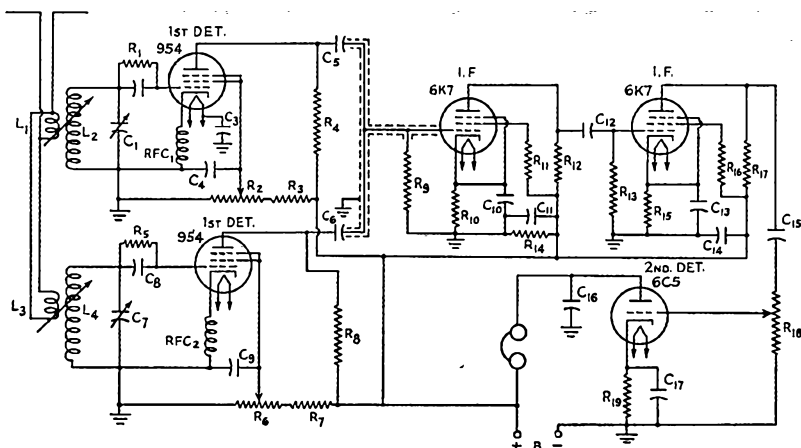 1ST DET.
954
R1
C5
I.F
6K7
I.F.
6K7
L1
L2
C1
C3
RFC1
C4
R2
R3
R4
R9
R10
C10
R11
C11
R12
R14
C12
R13
R15
C13
R16
R17
C14
C15
1ST DET.
954
R5
C6
C8
L3
L4
C7
RFC2
C9
R6
R7
R8
C16
2ND. DET.
6C5
R18
R19
C17
+ B -